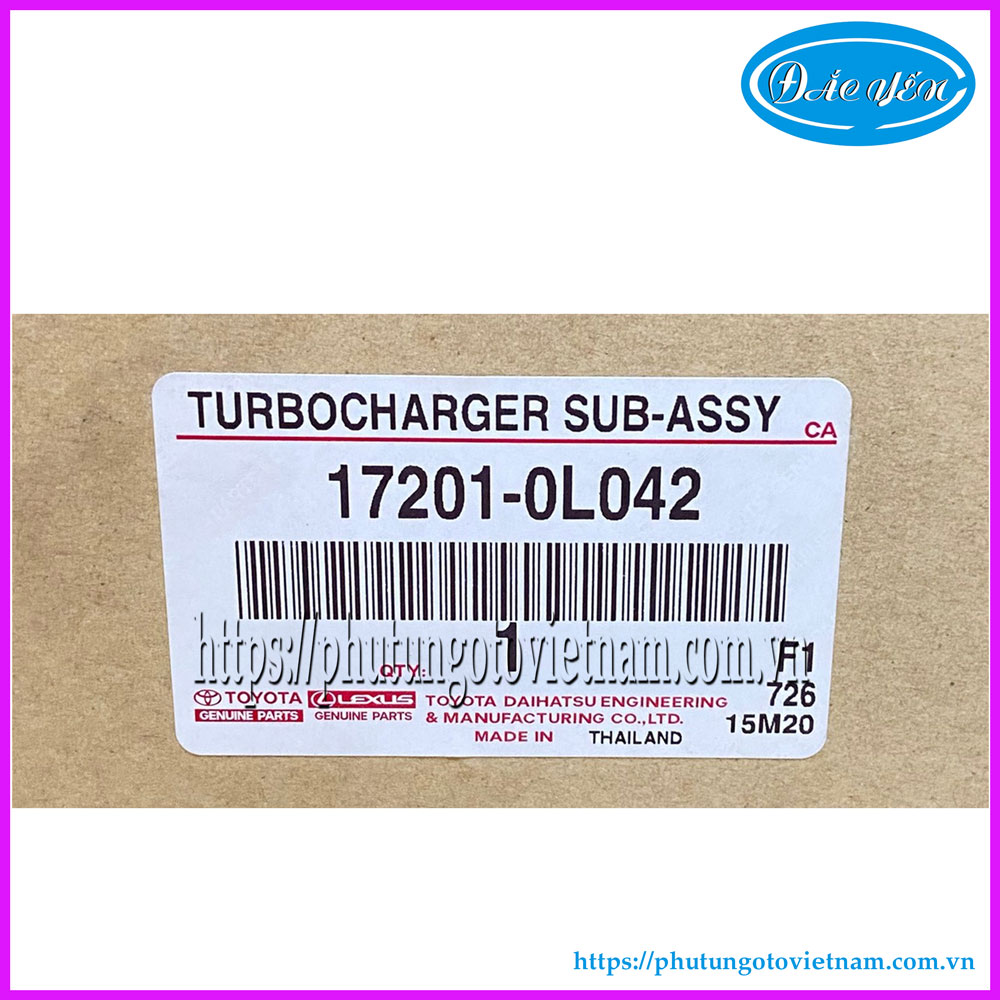 ĐẮC YẾN
TURBOCHARGER SUB-ASSY
CA
17201-0L042
https://phutungotovietnam.com.vn
QTY: 1
F1
726
15M20
TOYOTA
GENUINE PARTS
LEXUS
GENUINE PARTS
TOYOTA DAIHATSU ENGINEERING
& MANUFACTURING CO.,LTD.
MADE IN THAILAND
https://phutungotovietnam.com.vn